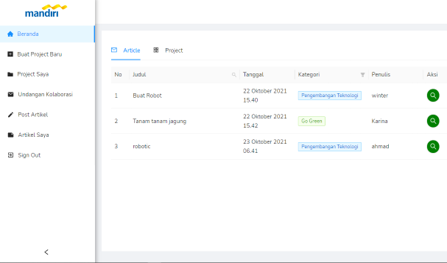 mandiri
Beranda
Buat Project Baru
Project Saya
Undangan Kolaborasi
Post Artikel
Artikel Saya
Sign Out
Article Project
No Judul Tanggal Kategori Penulis Aksi
1 Buat Robot 22 Oktober 2021 15.40 Pengembangan Teknologi winter
2 Tanam tanam jagung 22 Oktober 2021 15.42 Go Green Karina
3 robotic 23 Oktober 2021 06.41 Pengembangan Teknologi ahmad